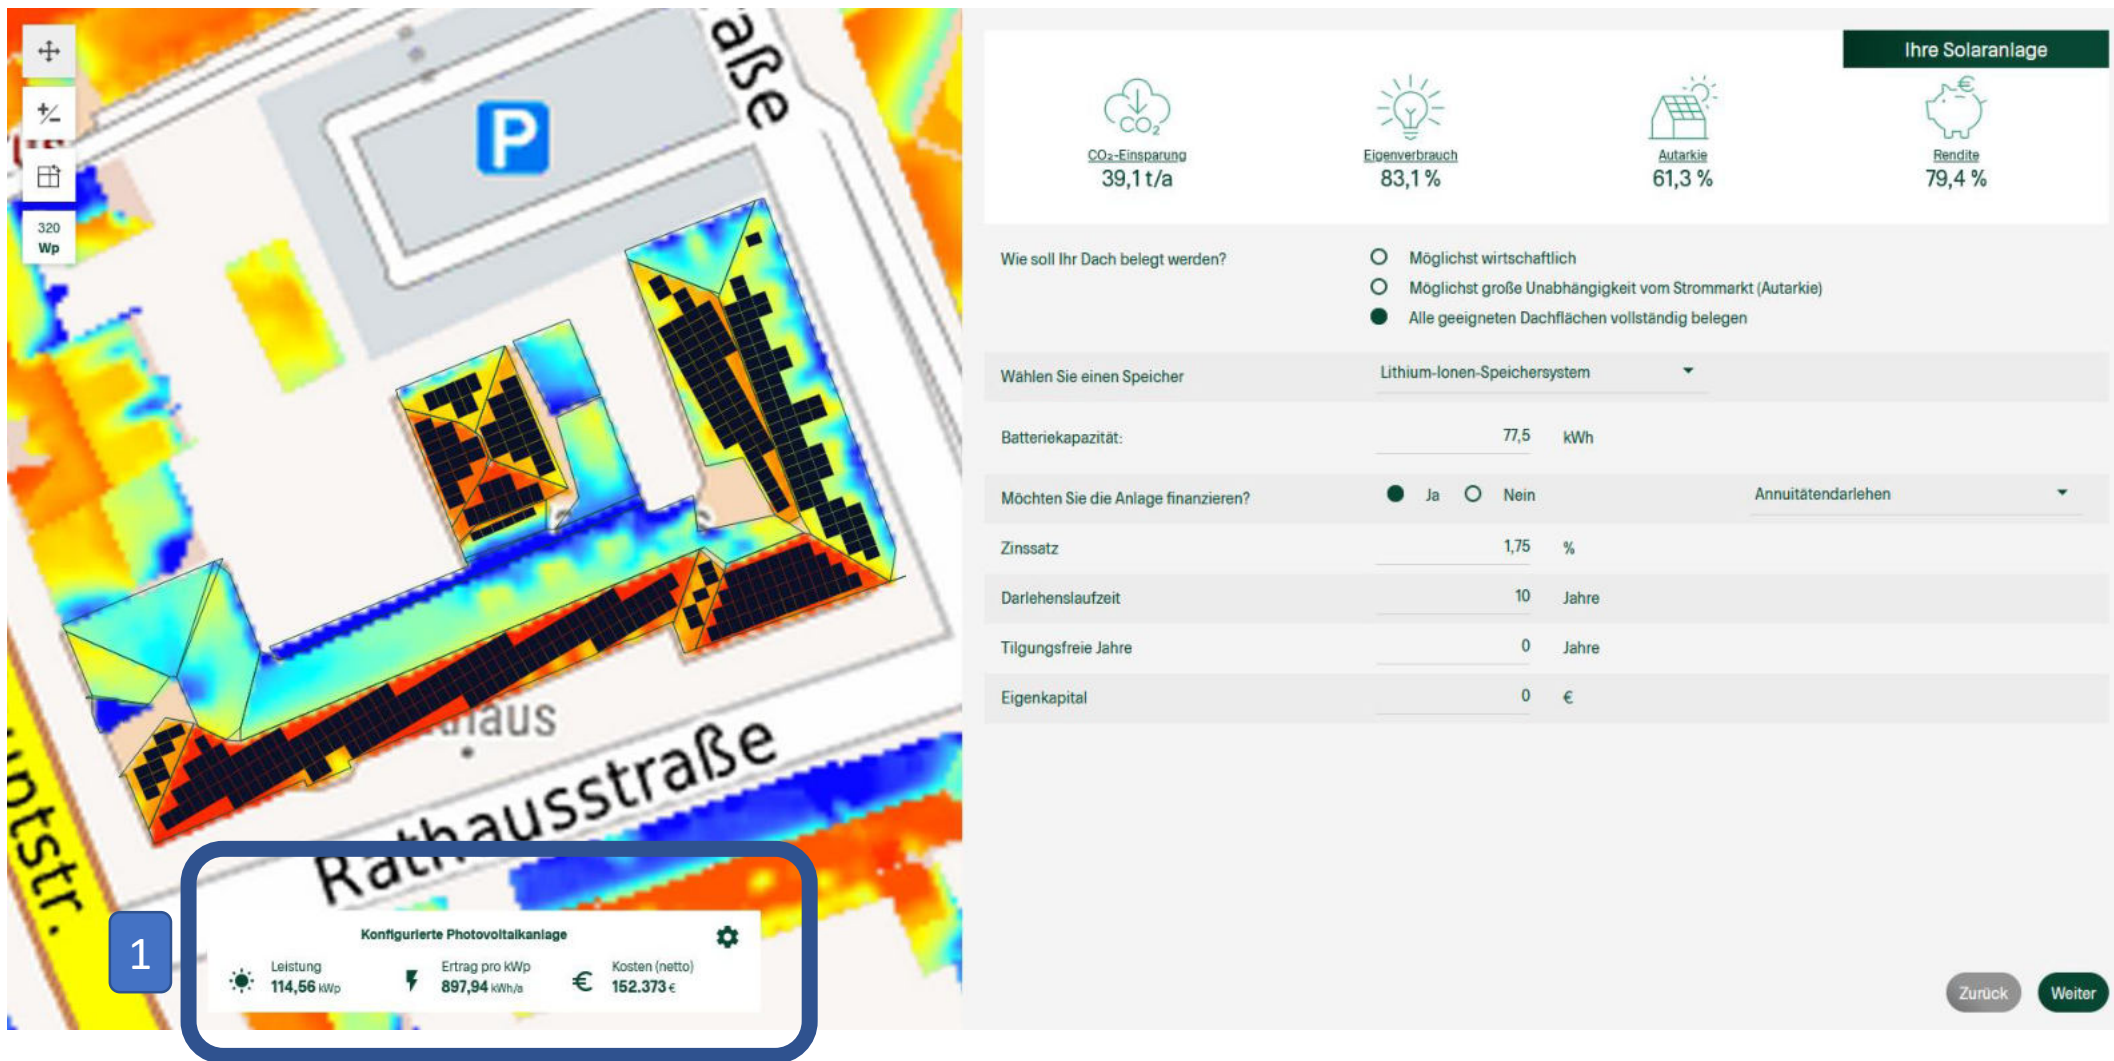 +/-
320
Wp
P
aße
uptstr.
haus
Rathausstraße
1
Konfigurierte Photovoltaikanlage
Leistung
114,56 kWp
Ertrag pro kWp
897,94 kWh/a
€
Kosten (netto)
152.373 €
Ihre Solaranlage
CO₂
€
CO₂-Einsparung
39,1 t/a
Eigenverbrauch
83,1 %
Autarkie
61,3 %
Rendite
79,4 %
Wie soll Ihr Dach belegt werden?
Möglichst wirtschaftlich
Möglichst große Unabhängigkeit vom Strommarkt (Autarkie)
Alle geeigneten Dachflächen vollständig belegen
Wählen Sie einen Speicher
Lithium-Ionen-Speichersystem
Batteriekapazität:
77,5 kWh
Möchten Sie die Anlage finanzieren?
Ja Nein
Annuitätendarlehen
Zinssatz
1,75 %
Darlehenslaufzeit
10 Jahre
Tilgungsfreie Jahre
0 Jahre
Eigenkapital
0 €
Zurück
Weiter